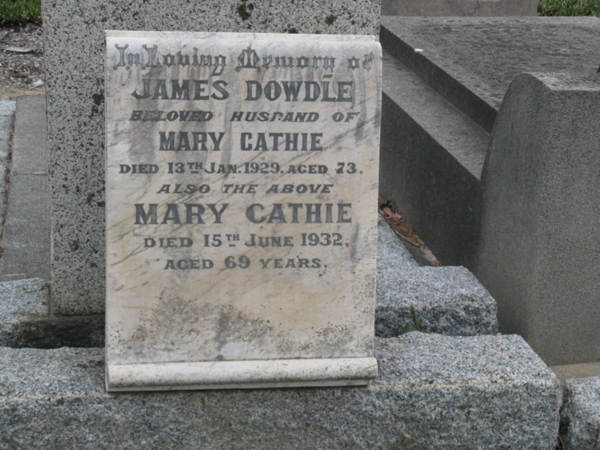 In Loving Memory of
JAMES DOWDLE
BELOVED HUSBAND OF
MARY CATHIE
DIED 13TH JAN. 1929. AGED 73.
ALSO THE ABOVE
MARY CATHIE
DIED 15TH JUNE 1932,
AGED 69 YEARS.